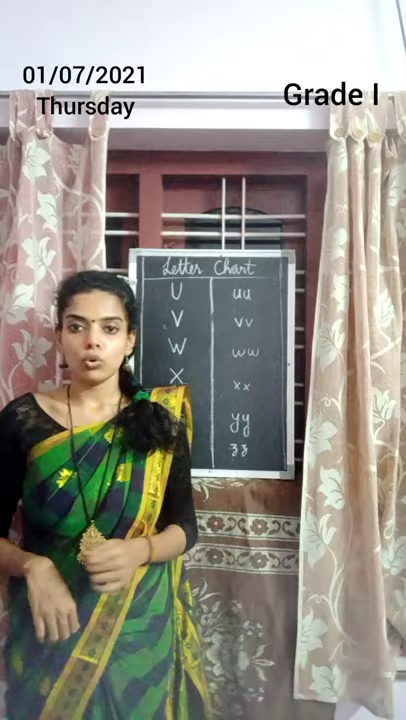 01/07/2021
Thursday
Grade I
Letter Chart
U uu
V vv
W ww
X xx
yy
zz